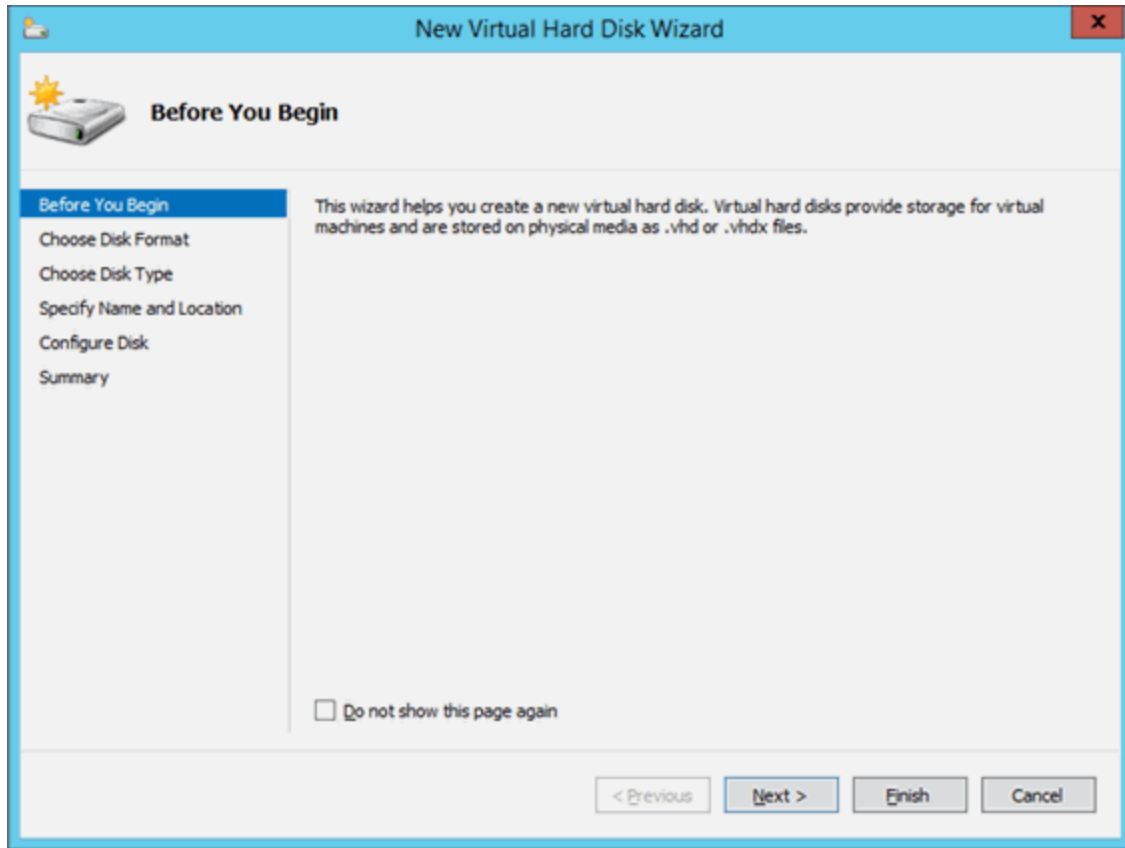 New Virtual Hard Disk Wizard
x
Before You Begin
Before You Begin
Choose Disk Format
Choose Disk Type
Specify Name and Location
Configure Disk
Summary
This wizard helps you create a new virtual hard disk. Virtual hard disks provide storage for virtual
machines and are stored on physical media as .vhd or .vhdx files.
Do not show this page again
< Previous
Next >
Finish
Cancel